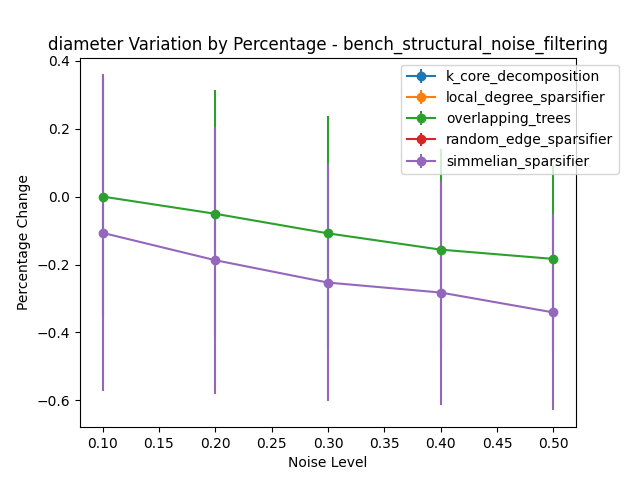 diameter Variation by Percentage - bench_structural_noise_filtering
k_core_decomposition
local_degree_sparsifier
overlapping_trees
random_edge_sparsifier
simmelian_sparsifier
Percentage Change
0.4
0.2
0.0
−0.2
−0.4
−0.6
0.10
0.15
0.20
0.25
0.30
0.35
0.40
0.45
0.50
Noise Level